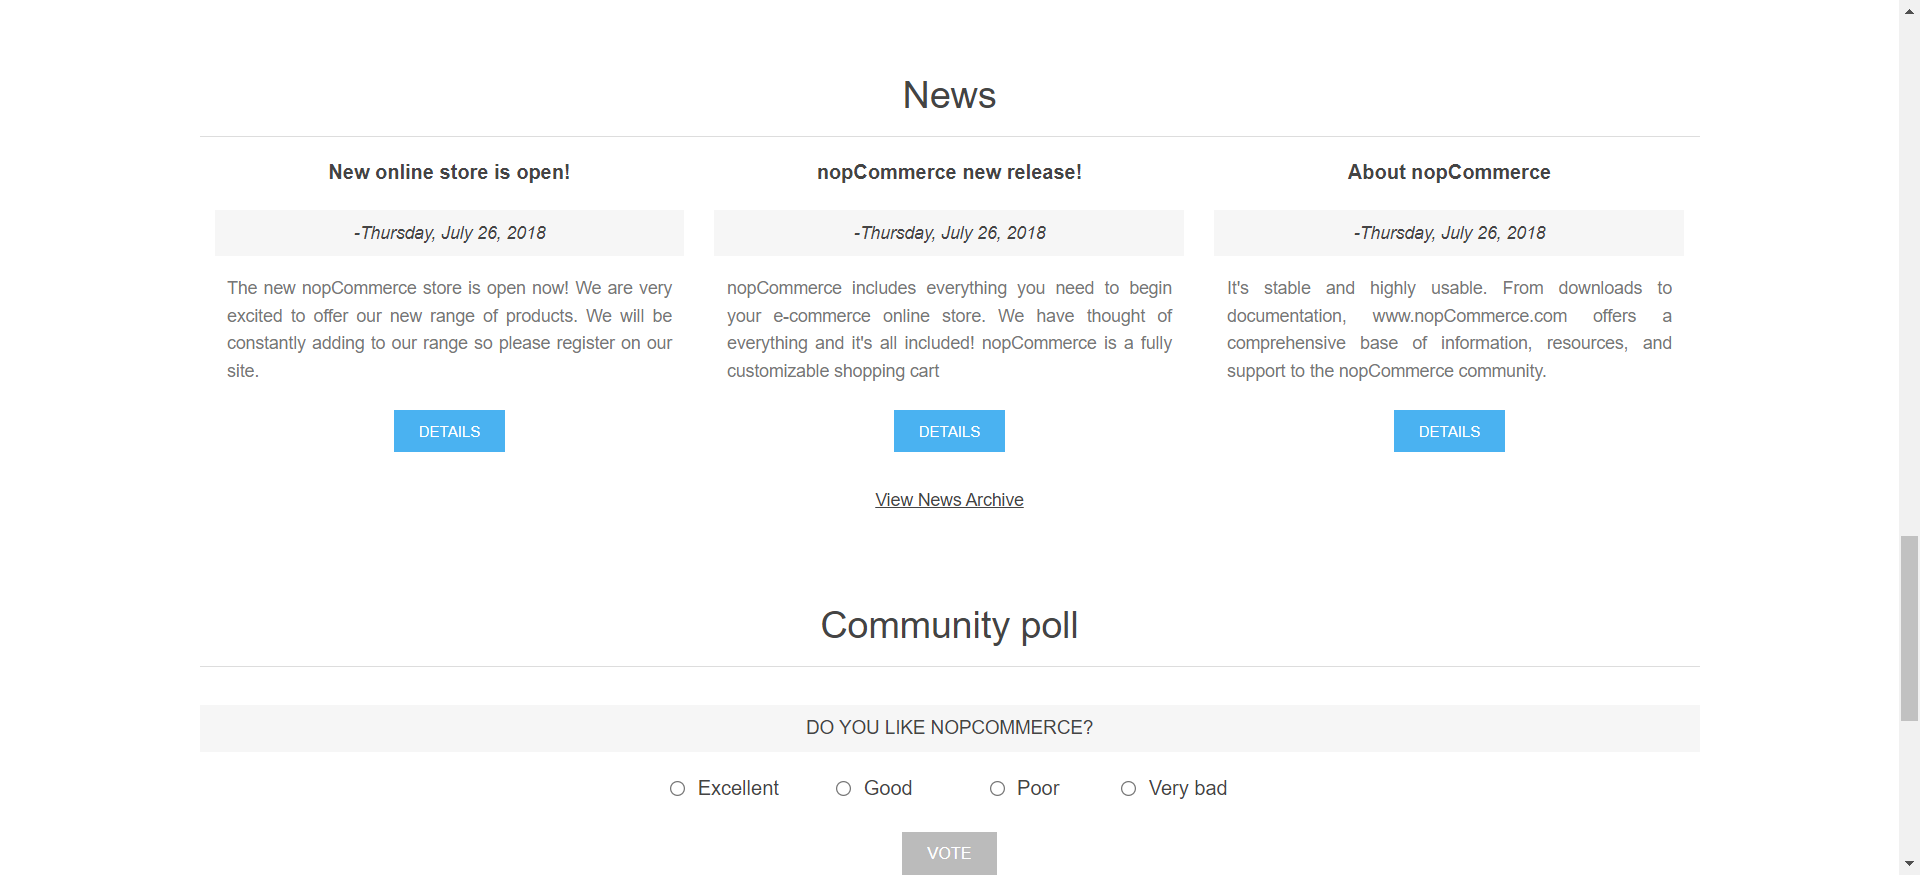 News
New online store is open!
-Thursday, July 26, 2018
The new nopCommerce store is open now! We are very
excited to offer our new range of products. We will be
constantly adding to our range so please register on our
site.
DETAILS
nopCommerce new release!
-Thursday, July 26, 2018
nopCommerce includes everything you need to begin
your e-commerce online store. We have thought of
everything and it's all included! nopCommerce is a fully
customizable shopping cart
DETAILS
About nopCommerce
-Thursday, July 26, 2018
It's stable and highly usable. From downloads to
documentation, www.nopCommerce.com offers a
comprehensive base of information, resources, and
support to the nopCommerce community.
DETAILS
View News Archive
Community poll
DO YOU LIKE NOPCOMMERCE?
Excellent Good Poor Very bad
VOTE